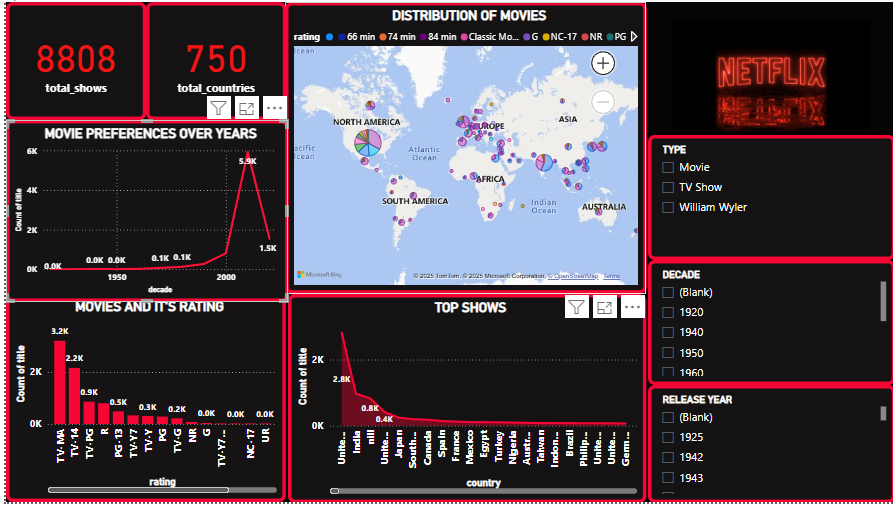 8808
total_shows
750
total_countries
MOVIE PREFERENCES OVER YEARS
Count of title
6K
4K
2K
0K
0.0K
0.0K 0.0K
0.1K 0.1K
5.9K
1.5K
1950
2000
decade
MOVIES AND IT'S RATING
Count of title
2K
0K
3.2K
2.2K
0.9K
0.5K
0.3K
0.2K
0.0K
0.0K
0.0K
TV-MA
TV-14
TV-PG
R
PG-13
TV-Y7
TV-Y
PG
TV-G
NR
G
TV-Y7...
NC-17
UR
rating
DISTRIBUTION OF MOVIES
rating 66 min 74 min 84 min Classic Mo... G NC-17 NR PG
NORTH AMERICA
EUROPE
ASIA
Atlantic
Ocean
AFRICA
SOUTH AMERICA
Indian
Ocean
AUSTRALIA
Microsoft Bing
© 2025 TomTom, © 2025 Microsoft Corporation, © OpenStreetMap Terms
TOP SHOWS
Count of title
2K
0K
2.8K
0.8K
0.4K
Unite...
India
nill
Unite...
Japan
South...
Canada
Spain
France
Mexico
Egypt
Turkey
Nigeria
Austr...
Taiwan
Indon...
Brazil
Philip...
Unite...
Unite...
Germ...
country
NETFLIX
TYPE
Movie
TV Show
William Wyler
DECADE
(Blank)
1920
1940
1950
1960
RELEASE YEAR
(Blank)
1925
1942
1943